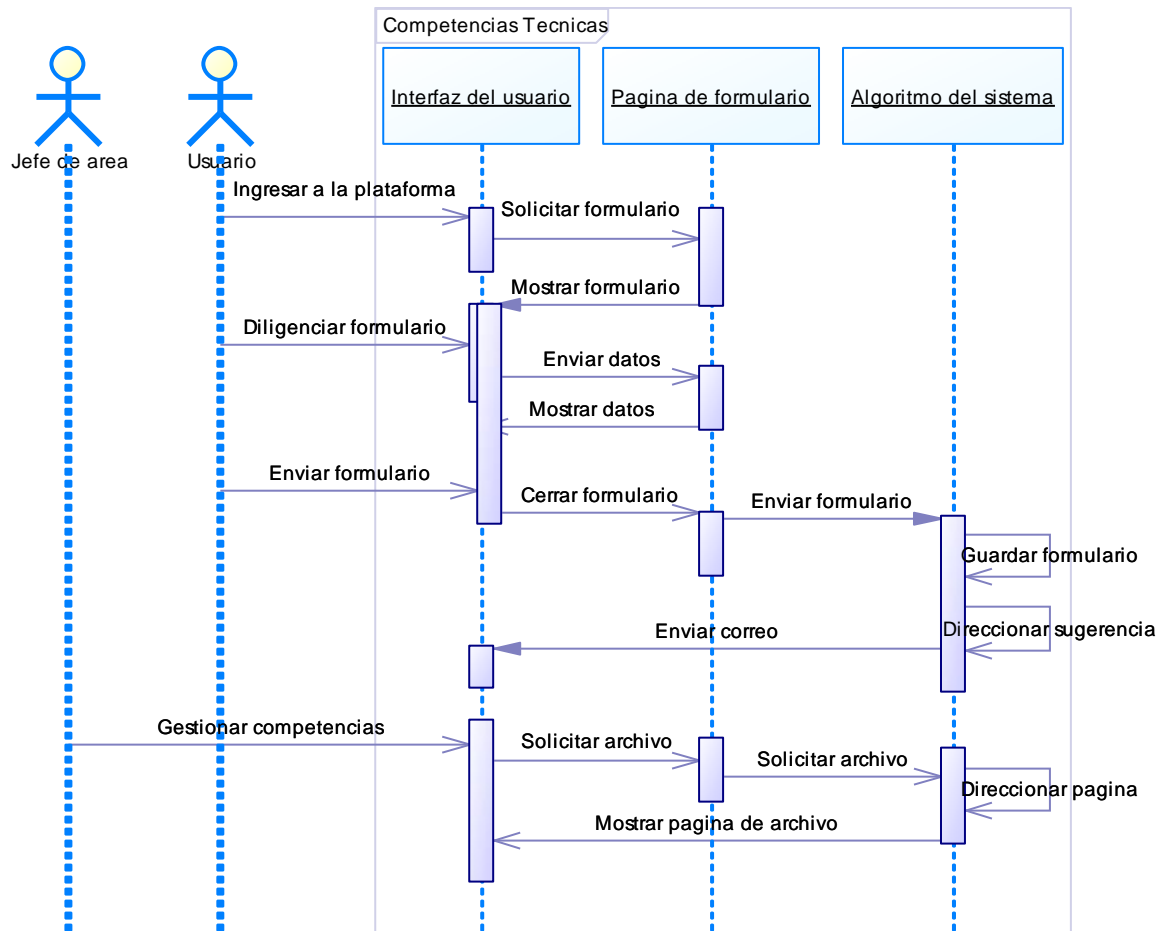 Competencias Tecnicas
Interfaz del usuario
Pagina de formulario
Algoritmo del sistema
Jefe de area
Usuario
Ingresar a la plataforma
Solicitar formulario
Mostrar formulario
Diligenciar formulario
Enviar datos
Mostrar datos
Enviar formulario
Cerrar formulario
Enviar formulario
Guardar formulario
Direccionar sugerencia
Enviar correo
Gestionar competencias
Solicitar archivo
Solicitar archivo
Direccionar pagina
Mostrar pagina de archivo